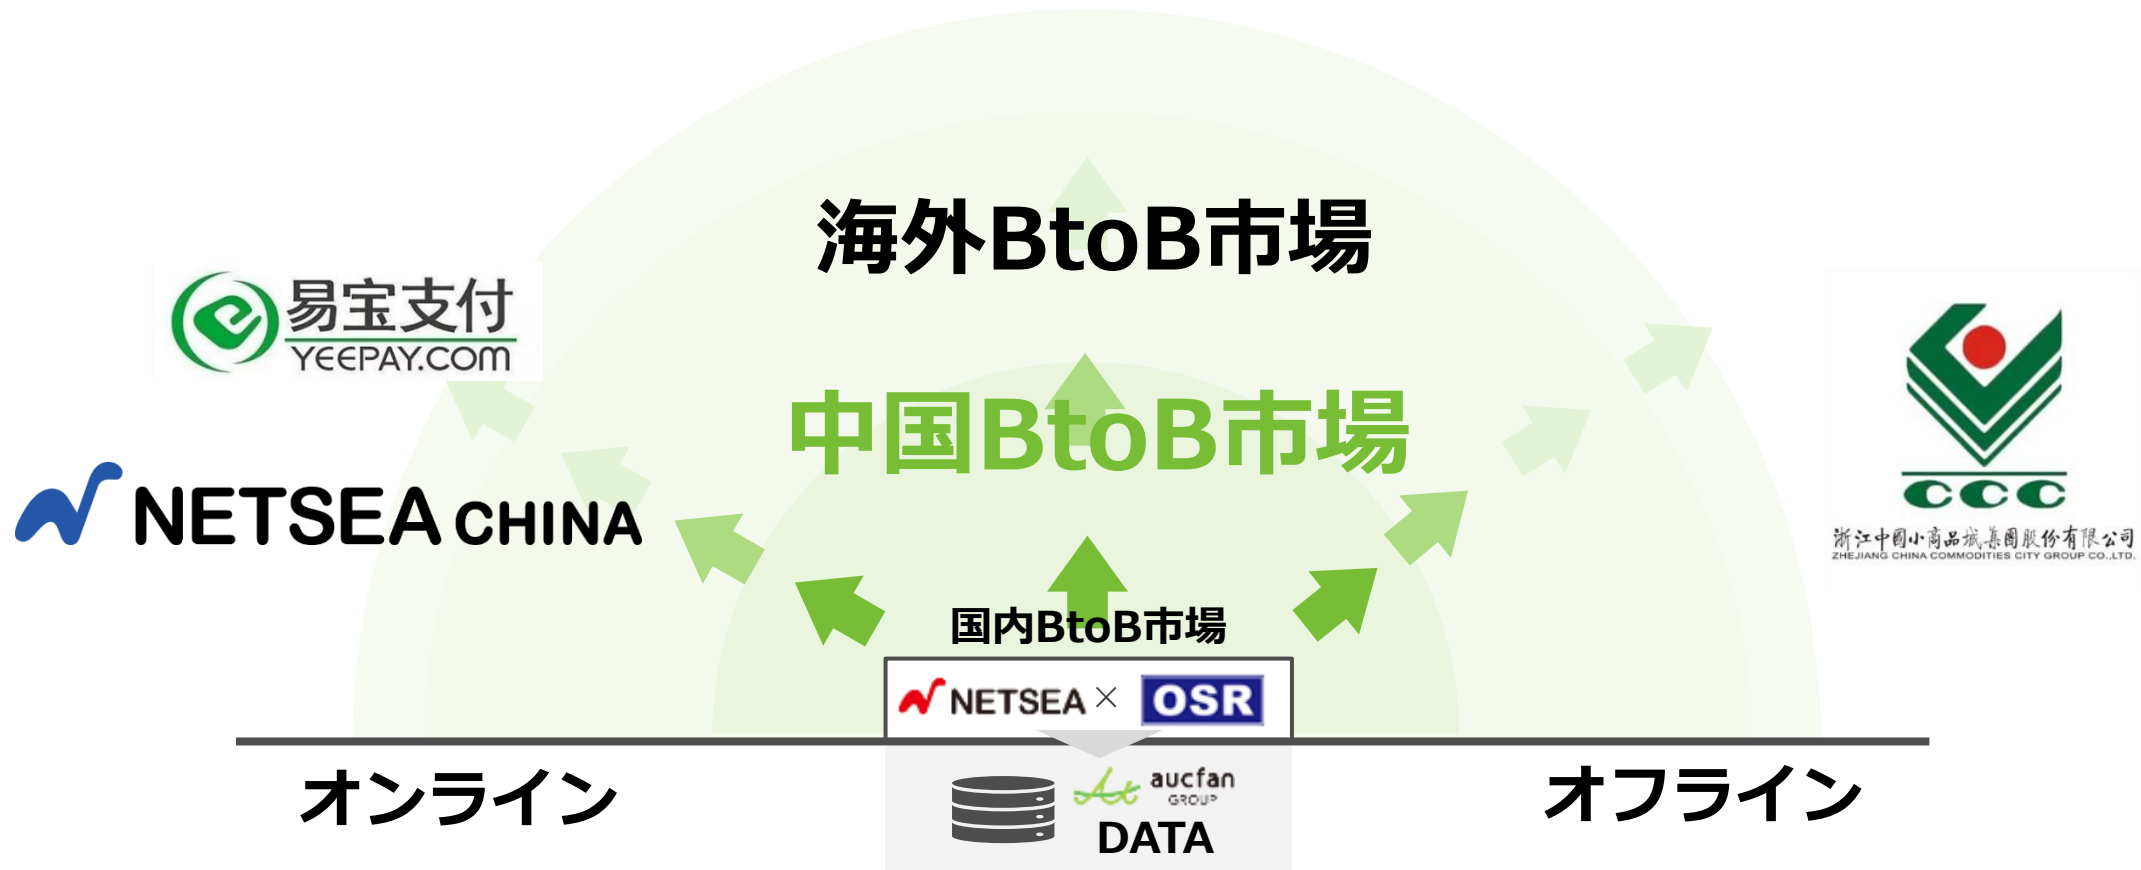 海外BtoB市場
易宝支付
YEEPAY.COM
中国BtoB市場
NETSEA CHINA
CCC
浙江中國小商品城集團股份有限公司
ZHEJIANG CHINA COMMODITIES CITY GROUP CO.,LTD.
国内BtoB市場
NETSEA × OSR
オンライン
aucfan
GROUP
DATA
オフライン